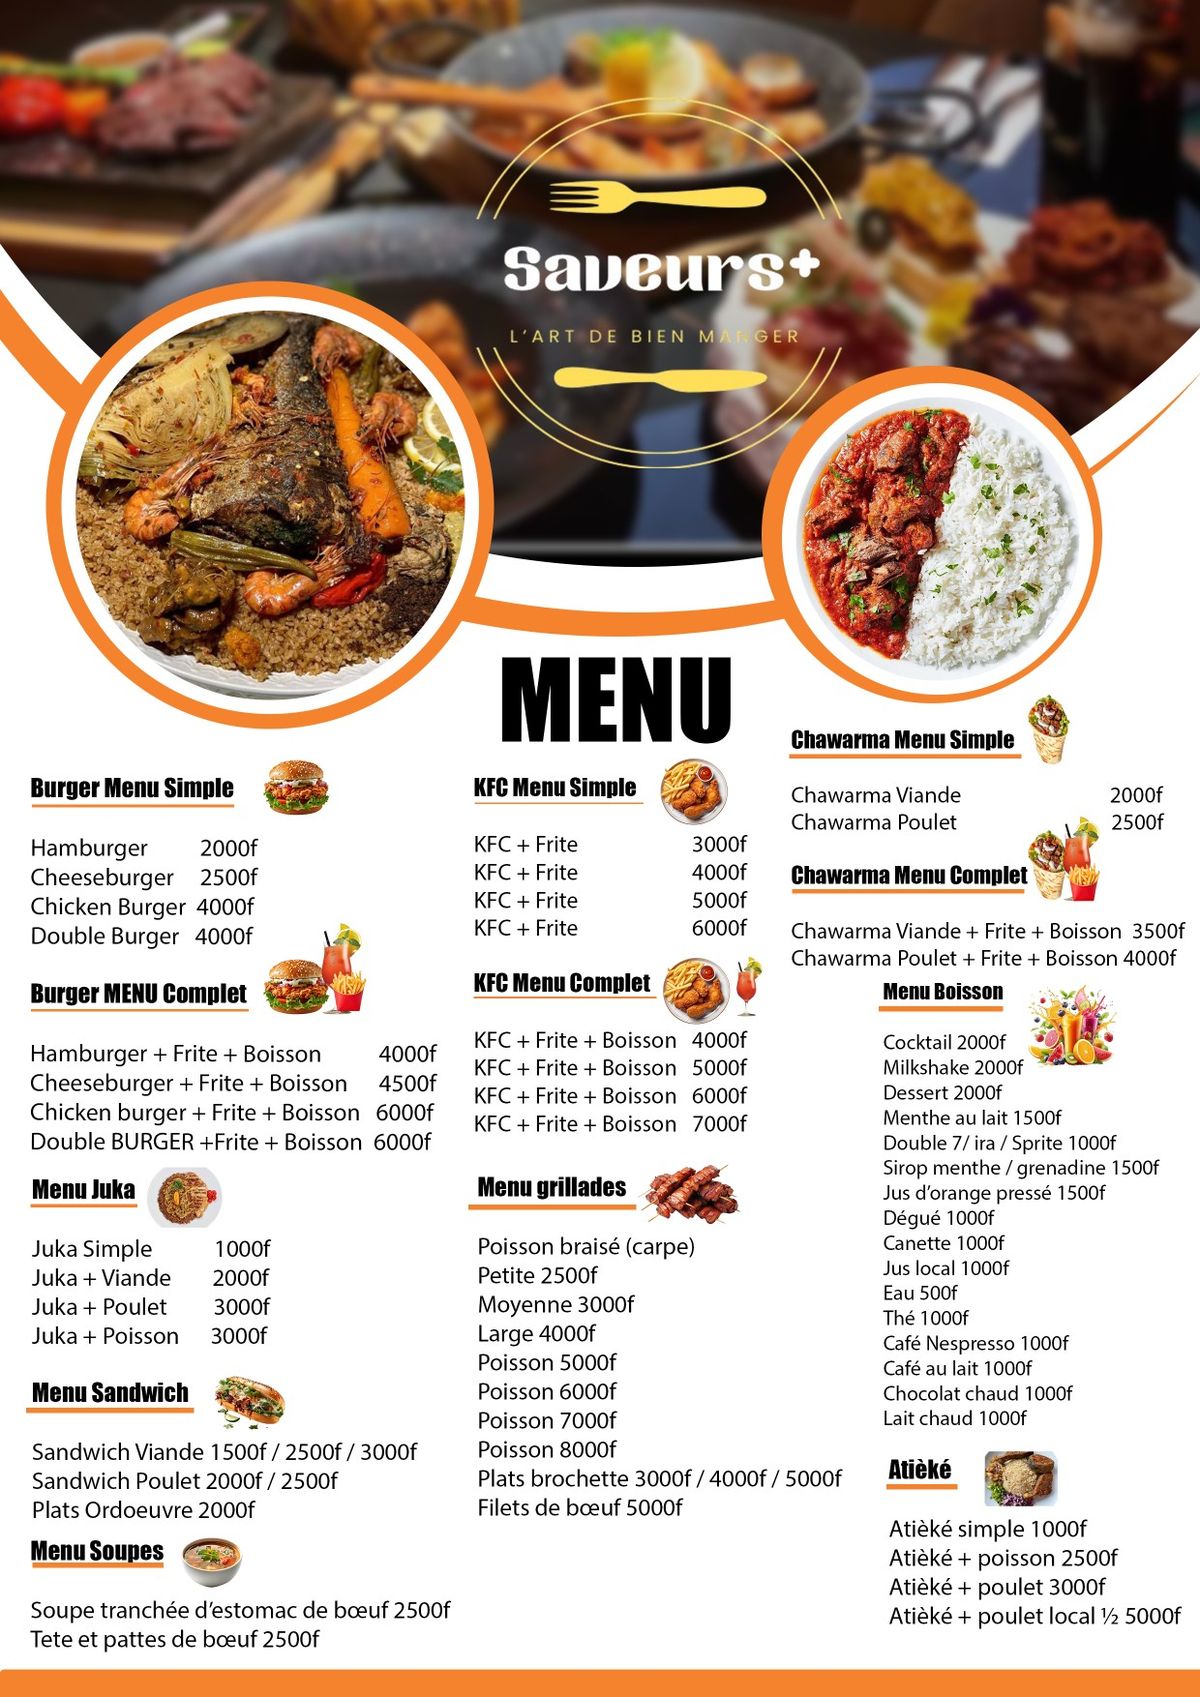 Saveurs+
L'ART DE BIEN MANGER
MENU
Burger Menu Simple
Hamburger 2000f
Cheeseburger 2500f
Chicken Burger 4000f
Double Burger 4000f
Burger MENU Complet
Hamburger + Frite + Boisson 4000f
Cheeseburger + Frite + Boisson 4500f
Chicken burger + Frite + Boisson 6000f
Double BURGER +Frite + Boisson 6000f
Menu Juka
Juka Simple 1000f
Juka + Viande 2000f
Juka + Poulet 3000f
Juka + Poisson 3000f
Menu Sandwich
Sandwich Viande 1500f / 2500f / 3000f
Sandwich Poulet 2000f / 2500f
Plats Ordoeuvre 2000f
Menu Soupes
Soupe tranchée d'estomac de bœuf 2500f
Tete et pattes de bœuf 2500f
KFC Menu Simple
KFC + Frite 3000f
KFC + Frite 4000f
KFC + Frite 5000f
KFC + Frite 6000f
KFC Menu Complet
KFC + Frite + Boisson 4000f
KFC + Frite + Boisson 5000f
KFC + Frite + Boisson 6000f
KFC + Frite + Boisson 7000f
Menu grillades
Poisson braisé (carpe)
Petite 2500f
Moyenne 3000f
Large 4000f
Poisson 5000f
Poisson 6000f
Poisson 7000f
Poisson 8000f
Plats brochette 3000f / 4000f / 5000f
Filets de bœuf 5000f
Chawarma Menu Simple
Chawarma Viande 2000f
Chawarma Poulet 2500f
Chawarma Menu Complet
Chawarma Viande + Frite + Boisson 3500f
Chawarma Poulet + Frite + Boisson 4000f
Menu Boisson
Cocktail 2000f
Milkshake 2000f
Dessert 2000f
Menthe au lait 1500f
Double 7/ ira / Sprite 1000f
Sirop menthe / grenadine 1500f
Jus d'orange pressé 1500f
Dégué 1000f
Canette 1000f
Jus local 1000f
Eau 500f
Thé 1000f
Café Nespresso 1000f
Café au lait 1000f
Chocolat chaud 1000f
Lait chaud 1000f
Atièké
Atièké simple 1000f
Atièké + poisson 2500f
Atièké + poulet 3000f
Atièké + poulet local ½ 5000f